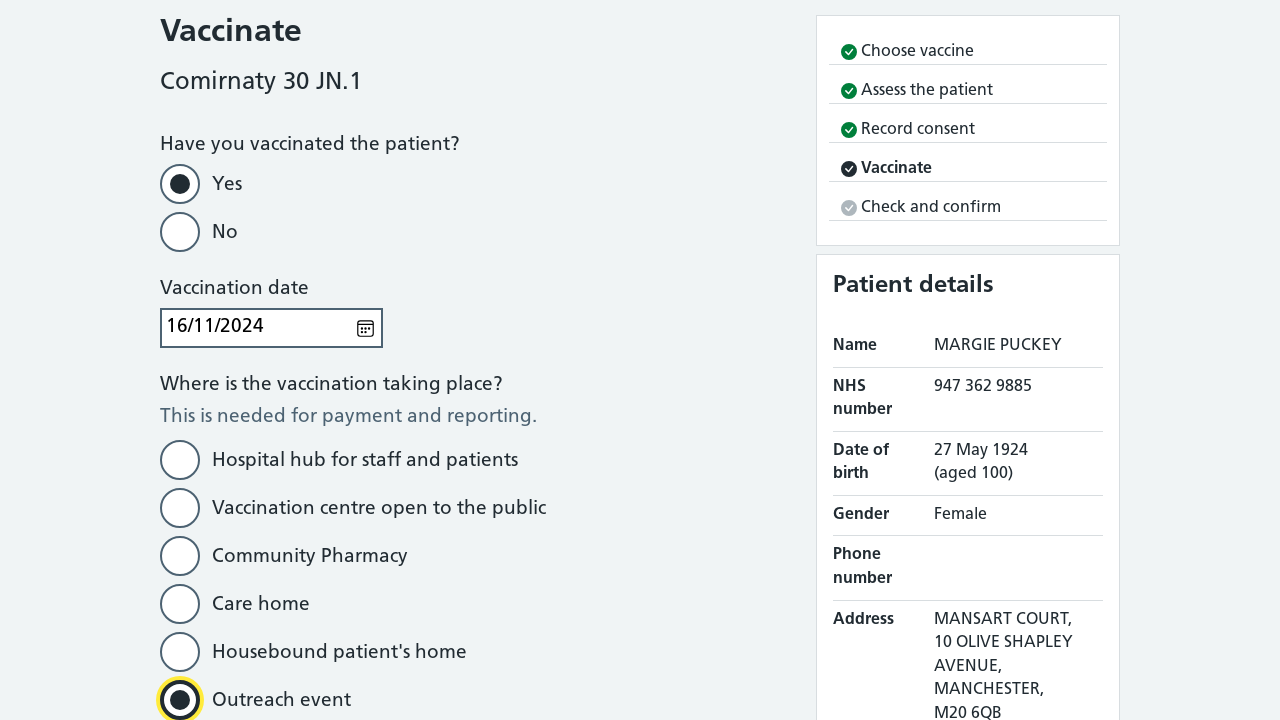 Vaccinate
Comirnaty 30 JN.1
Have you vaccinated the patient?
Yes
No
Vaccination date
16/11/2024
Where is the vaccination taking place?
This is needed for payment and reporting.
Hospital hub for staff and patients
Vaccination centre open to the public
Community Pharmacy
Care home
Housebound patient's home
Outreach event
Choose vaccine
Assess the patient
Record consent
Vaccinate
Check and confirm
Patient details
Name MARGIE PUCKEY
NHS number 947 362 9885
Date of birth 27 May 1924 (aged 100)
Gender Female
Phone number
Address MANSART COURT,
10 OLIVE SHAPLEY
AVENUE,
MANCHESTER,
M20 6QB